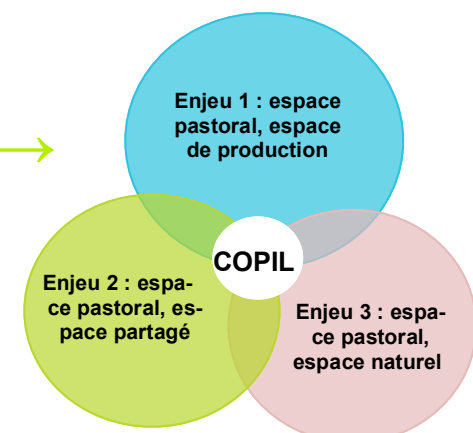 Enjeu 1 : espace
pastoral, espace
de production
COPIL
Enjeu 2 : espa-
ce pastoral, es-
pace partagé
Enjeu 3 : espa-
ce pastoral,
espace naturel